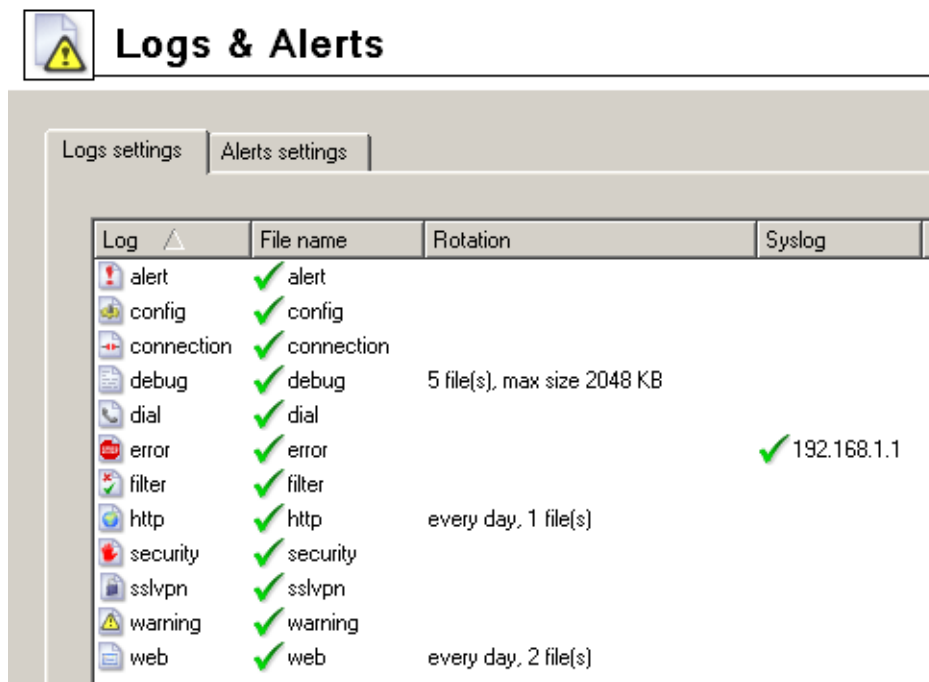 Logs & Alerts
Logs settings Alerts settings
Log File name Rotation Syslog
alert alert
config config
connection connection
debug debug 5 file(s), max size 2048 KB
dial dial
error error 192.168.1.1
filter filter
http http every day, 1 file(s)
security security
sslvpn sslvpn
warning warning
web web every day, 2 file(s)